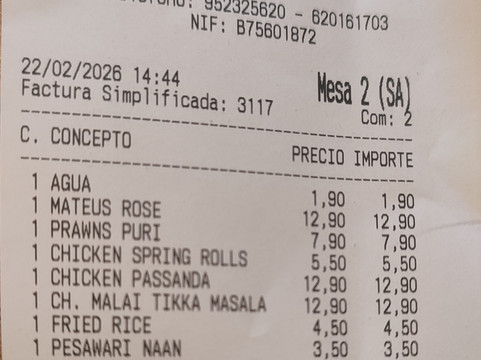 952325620 - 620161703
NIF: B75601872
22/02/2026 14:44
Mesa 2 (SA)
Factura Simplificada: 3117
Com: 2
C. CONCEPTO PRECIO IMPORTE
1 AGUA 1,90 1,90
1 MATEUS ROSE 12,90 12,90
1 PRAWNS PURI 7,90 7,90
1 CHICKEN SPRING ROLLS 5,50 5,50
1 CHICKEN PASSANDA 12,90 12,90
1 CH. MALAI TIKKA MASALA 12,90 12,90
1 FRIED RICE 4,50 4,50
1 PESAWARI NAAN 3,50 3,50